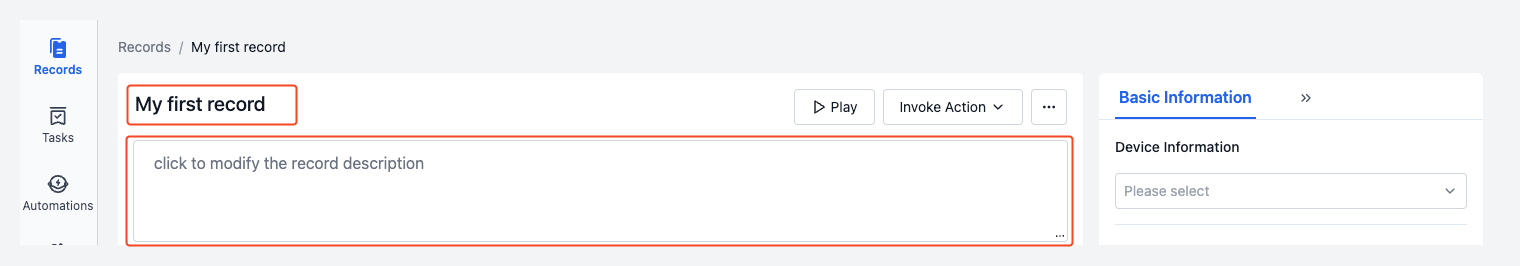 Records
Tasks
Automations
Records / My first record
My first record
Play
Invoke Action
click to modify the record description
Basic Information
Device Information
Please select